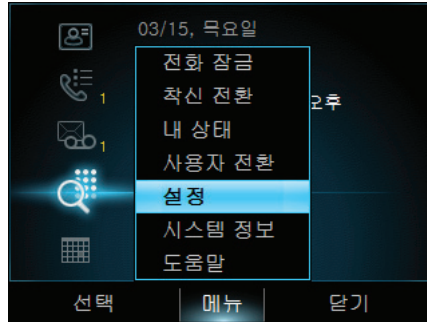 03/15, 목요일
전화 잠금
1
착신 전환
오후
내 상태
1
사용자 전환
설정
시스템 정보
도움말
선택
메뉴
닫기